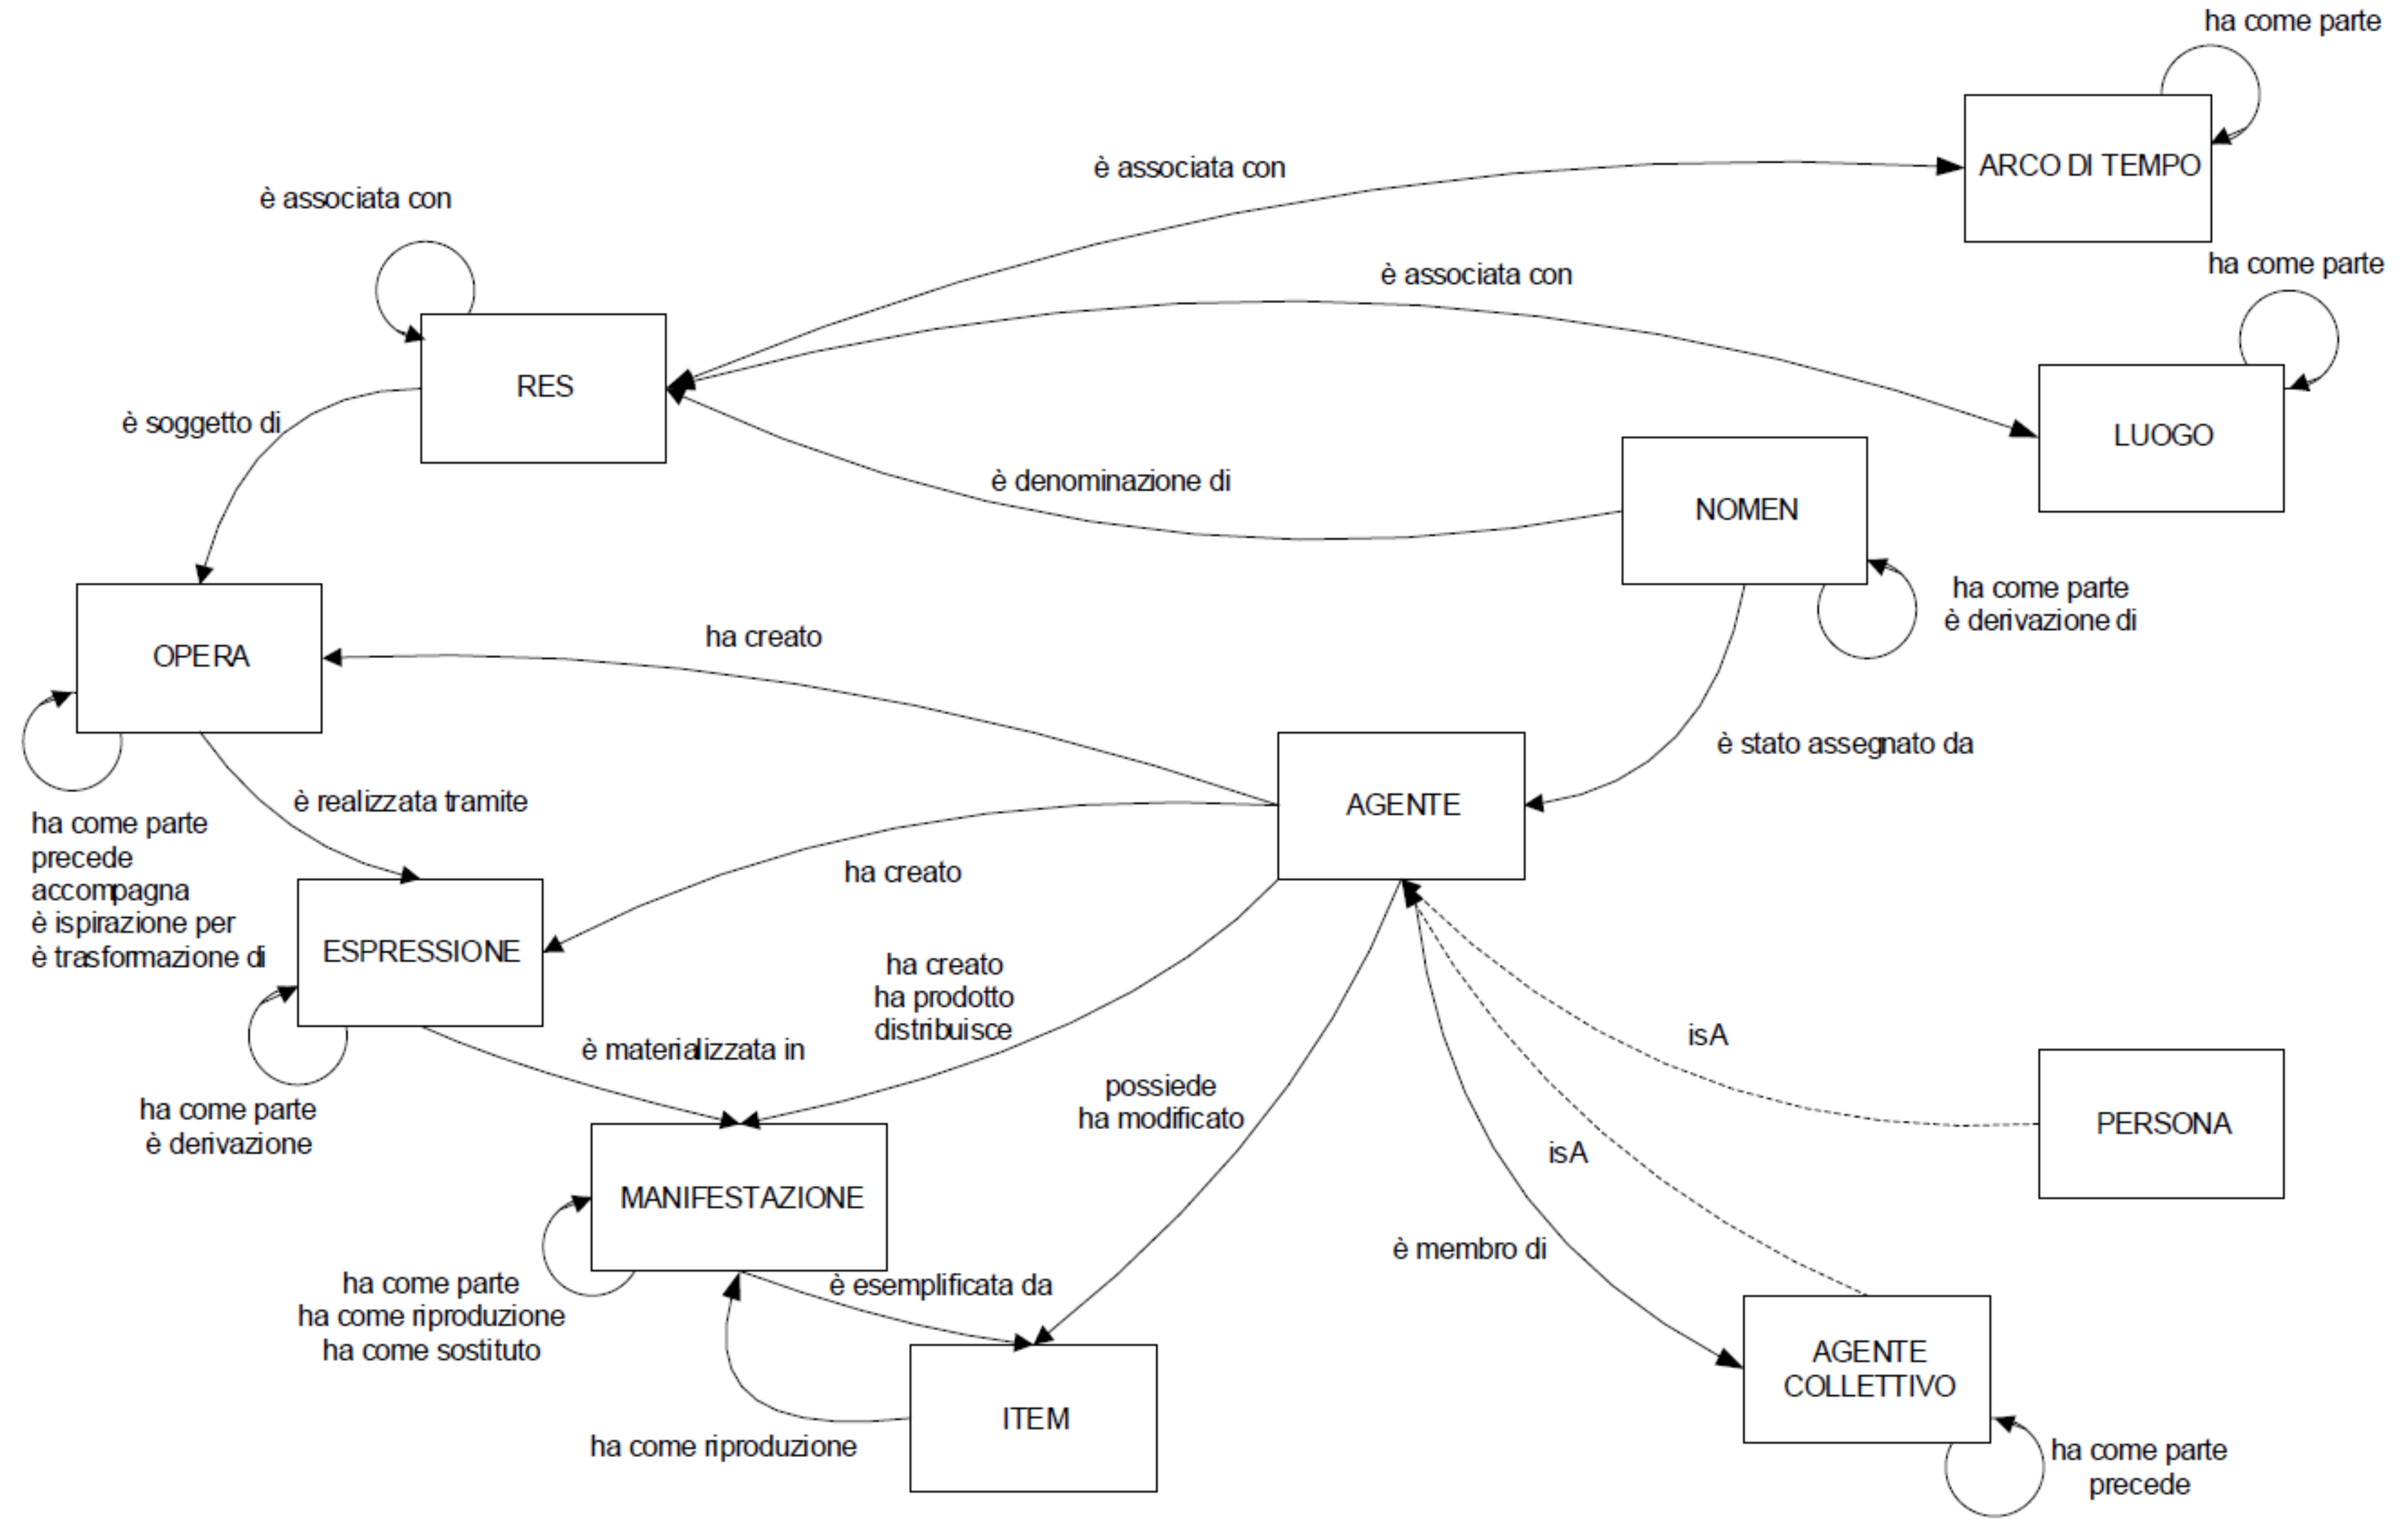 ha come parte
ARCO DI TEMPO
è associata con
è associata con
ha come parte
è associata con
RES
LUOGO
è soggetto di
è denominazione di
NOMEN
ha come parte
è derivazione di
ha creato
OPERA
è stato assegnato da
è realizzata tramite
AGENTE
ha come parte
precede
accompagna
è ispirazione per
è trasformazione di
ha creato
ESPRESSIONE
ha creato
ha prodotto
distribuisce
isA
è materializzata in
possiede
ha modificato
ha come parte
è derivazione
PERSONA
isA
MANIFESTAZIONE
è membro di
ha come parte
ha come riproduzione
ha come sostituto
è esemplificata da
AGENTE
COLLETTIVO
ITEM
ha come riproduzione
ha come parte
precede